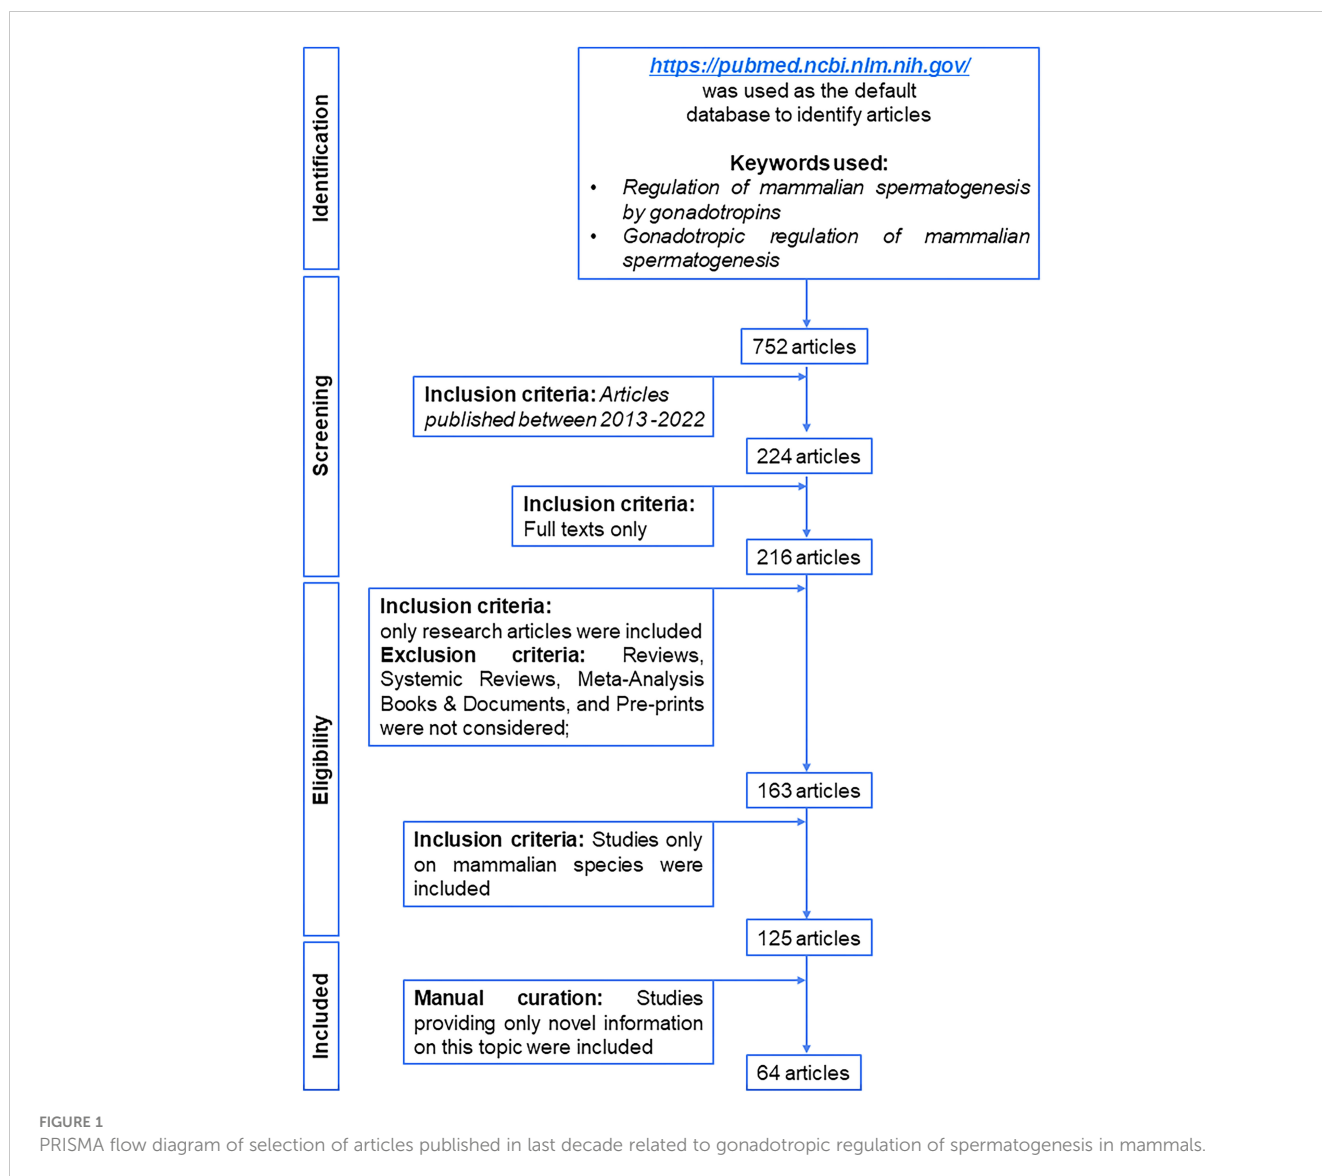 Identification
https://pubmed.ncbi.nlm.nih.gov/
was used as the default
database to identify articles
Keywords used:
• Regulation of mammalian spermatogenesis
by gonadotropins
• Gonadotropic regulation of mammalian
spermatogenesis
Screening
752 articles
Inclusion criteria: Articles
published between 2013-2022
224 articles
Inclusion criteria:
Full texts only
216 articles
Eligibility
Inclusion criteria:
only research articles were included
Exclusion criteria: Reviews,
Systemic Reviews, Meta-Analysis
Books & Documents, and Pre-prints
were not considered;
163 articles
Inclusion criteria: Studies only
on mammalian species were
included
125 articles
Included
Manual curation: Studies
providing only novel information
on this topic were included
64 articles
FIGURE 1
PRISMA flow diagram of selection of articles published in last decade related to gonadotropic regulation of spermatogenesis in mammals.